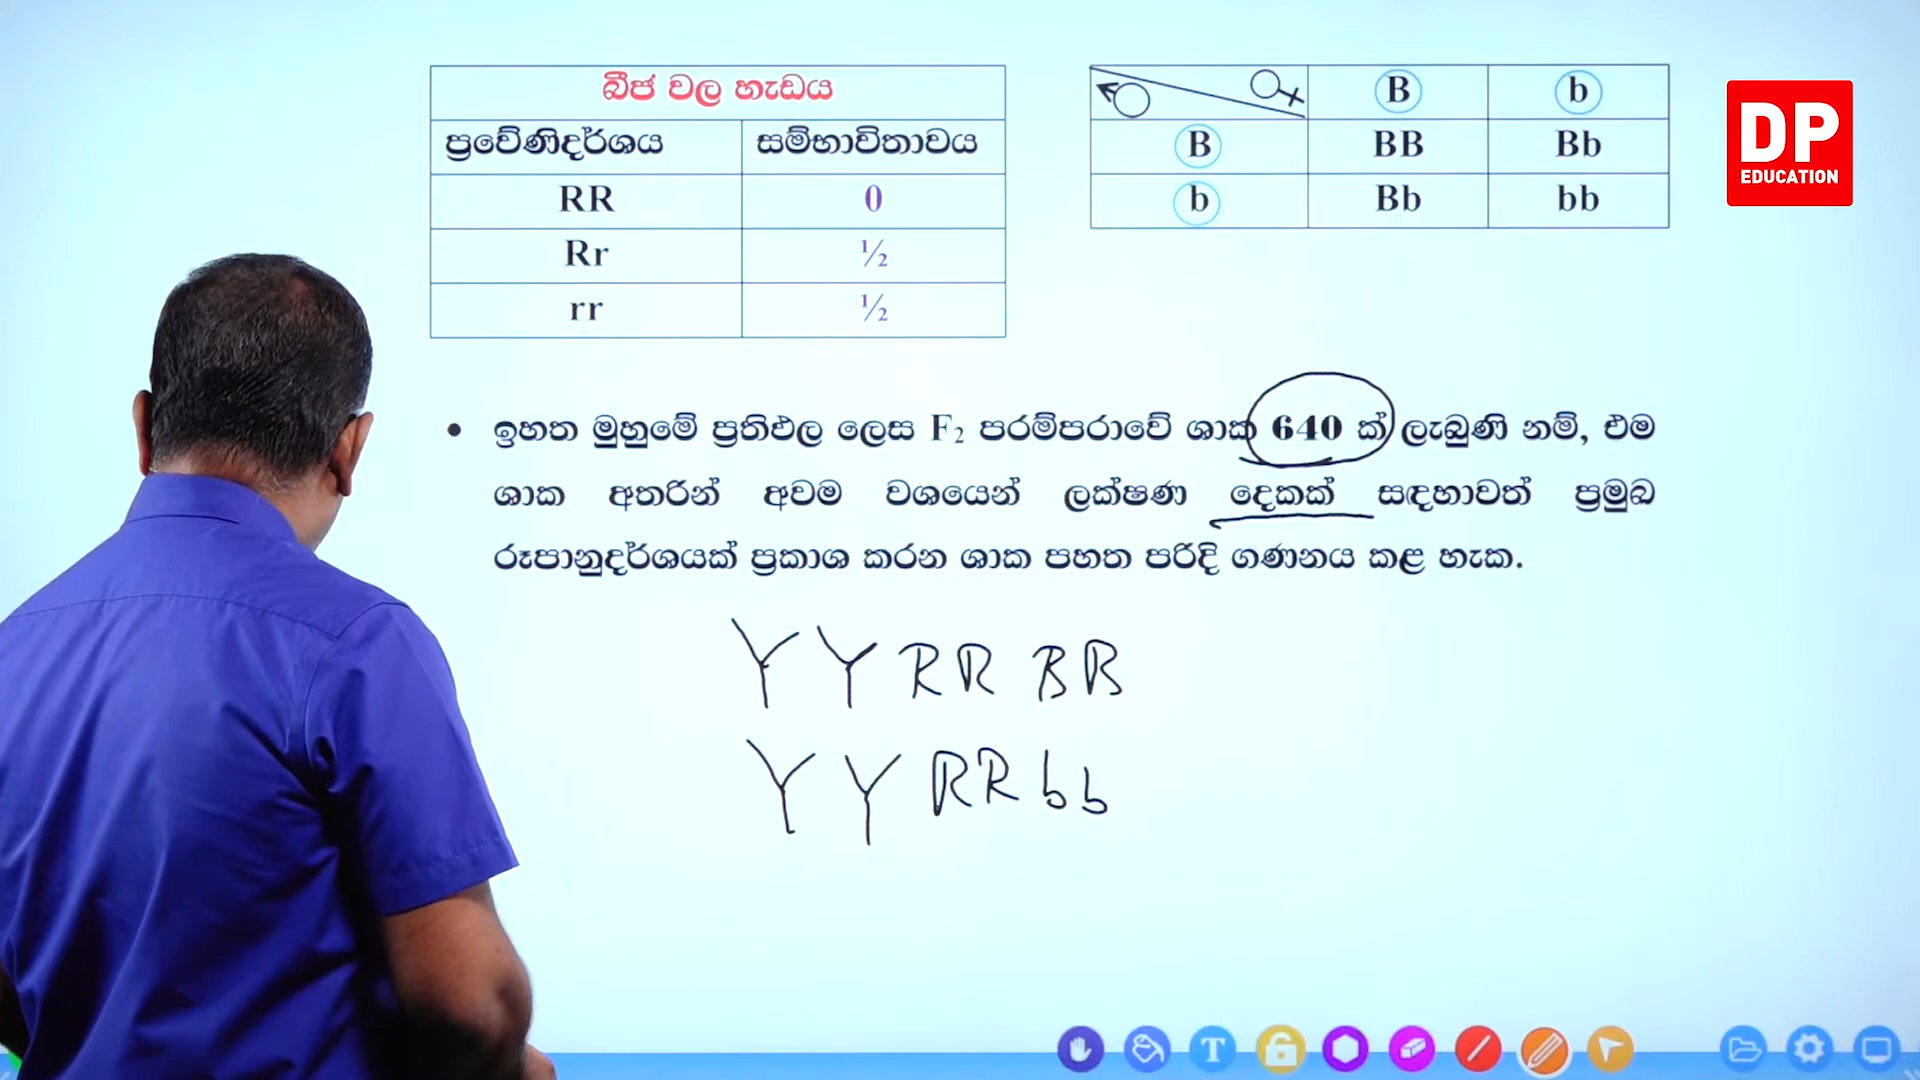 බීජ වල හැඩය
ප්‍රවේණිදර්ශය සම්භාවිතාවය
RR 0
Rr ½
rr ½
B b
B BB Bb
b Bb bb
DP
EDUCATION
• ඉහත මුහුමේ ප්‍රතිඵල ලෙස F₂ පරම්පරාවේ ශාක 640 ක් ලැබුණි නම්, එම
ශාක අතරින් අවම වශයෙන් ලක්ෂණ දෙකක් සඳහාවත් ප්‍රමුඛ
රූපානුදර්ශයක් ප්‍රකාශ කරන ශාක පහත පරිදි ගණනය කළ හැක.
YYRRBB
YYRRbb
T